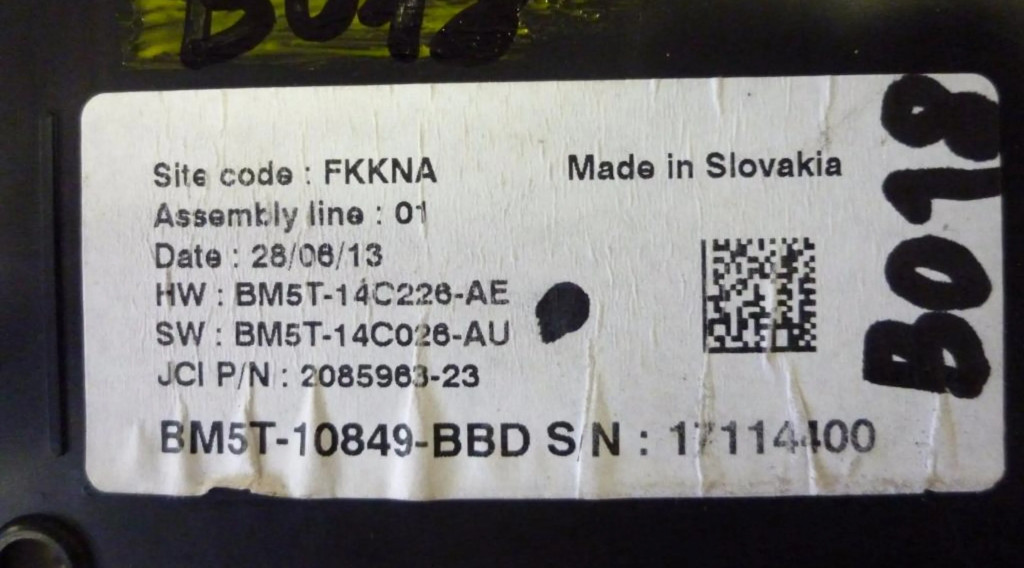 B018
Site code : FKKNA
Made in Slovakia
Assembly line : 01
Date : 28/06/13
HW : BM5T-14C226-AE
SW : BM5T-14C026-AU
JCI P/N : 2085963-23
BM5T-10849-BBD S/N : 17114400
B018